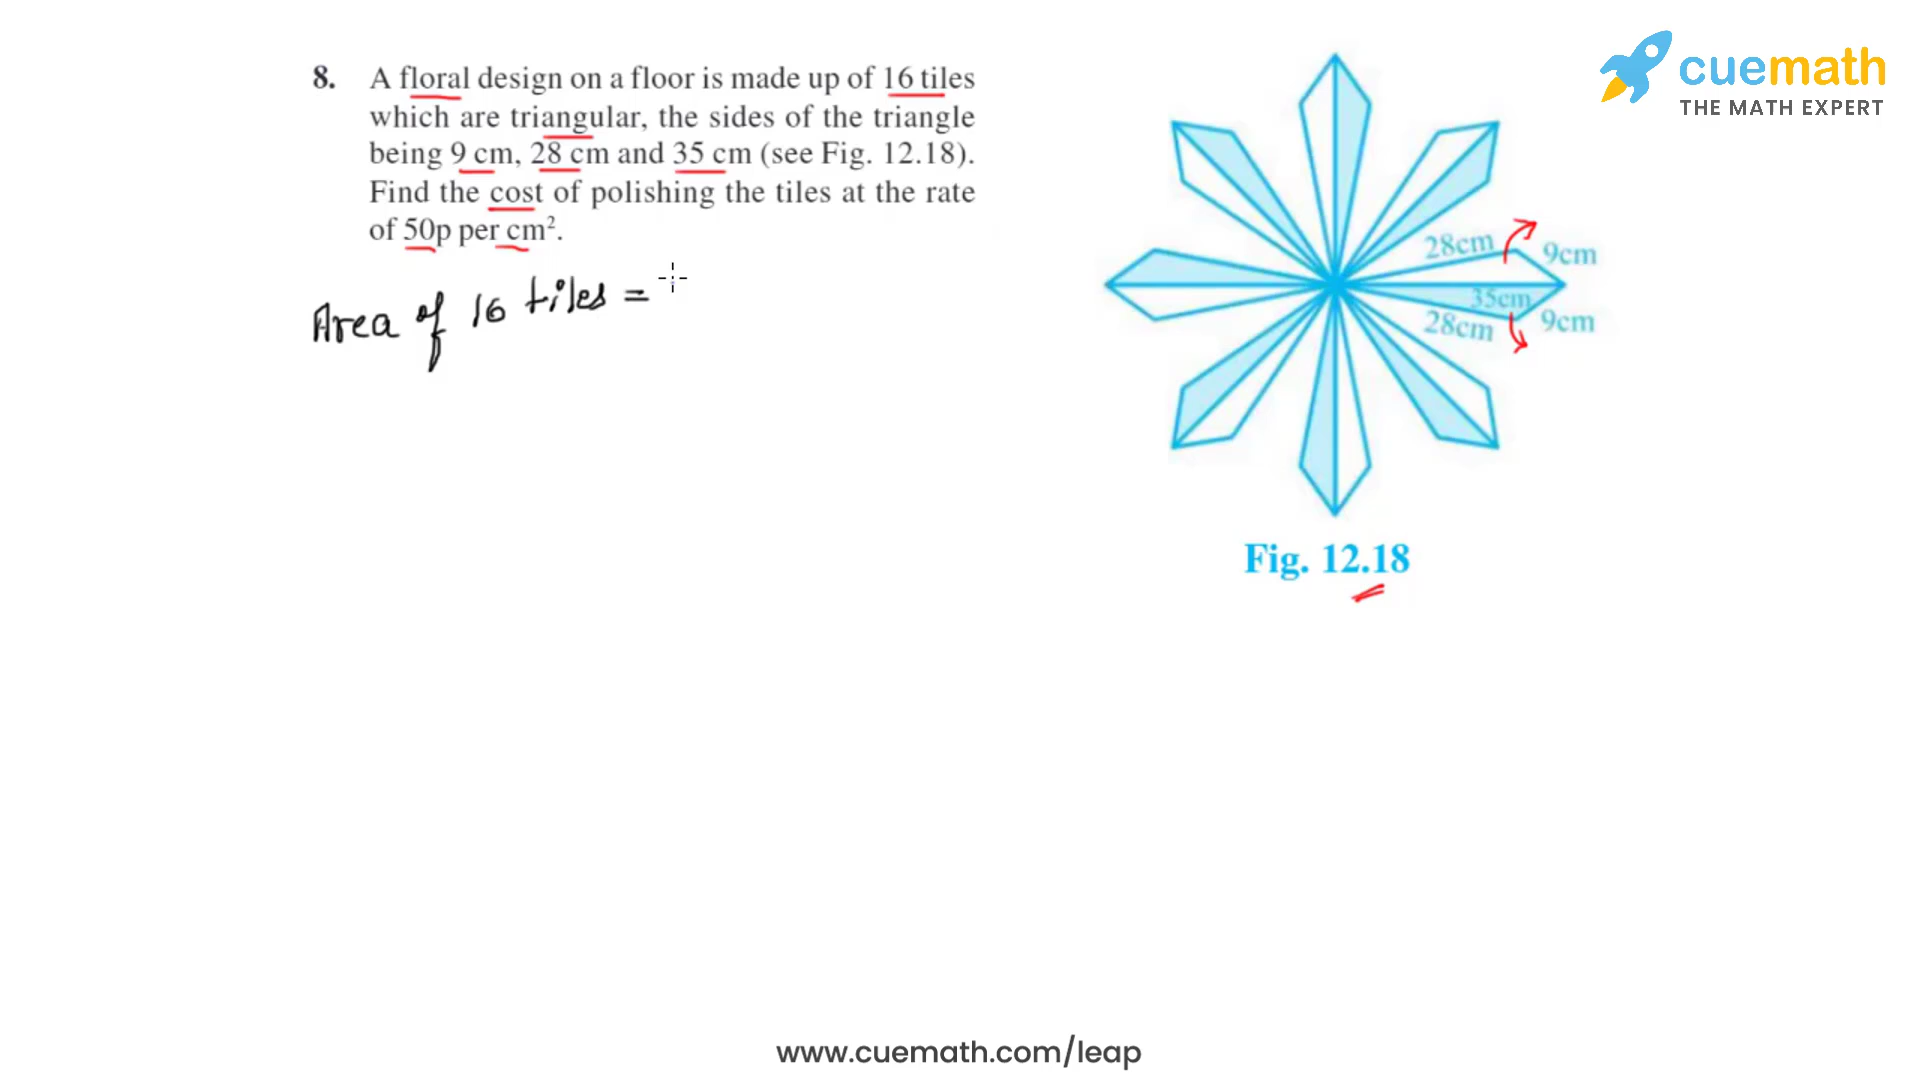 8. A floral design on a floor is made up of 16 tiles
which are triangular, the sides of the triangle
being 9 cm, 28 cm and 35 cm (see Fig. 12.18).
Find the cost of polishing the tiles at the rate
of 50p per cm².
Area of 16 tiles =
cuemath
THE MATH EXPERT
28cm
9cm
35cm
28cm
9cm
Fig. 12.18
www.cuemath.com/leap